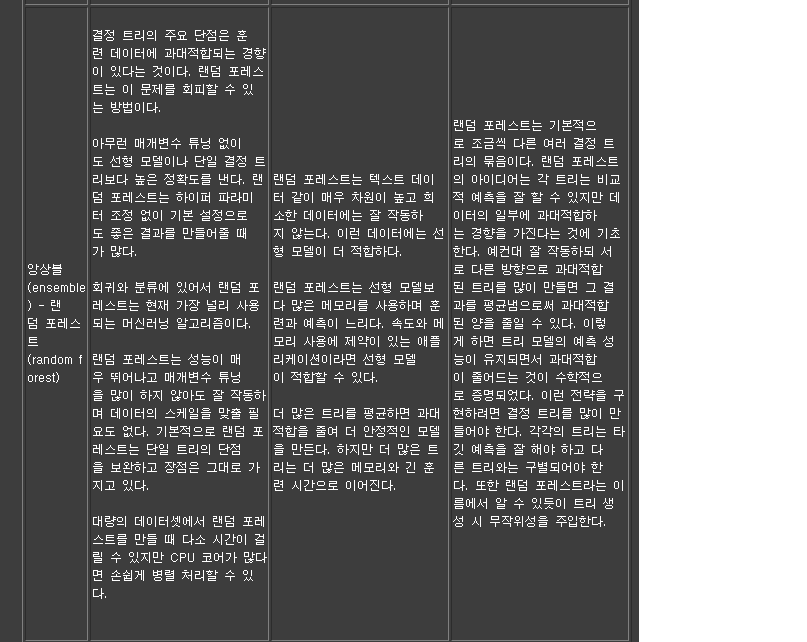 앙상블
(ensemble
) - 랜
덤 포레스
트
(random f
orest)
결정 트리의 주요 단점은 훈
련 데이터에 과대적합되는 경향
이 있다는 것이다. 랜덤 포레스
트는 이 문제를 회피할 수 있
는 방법이다.
아무런 매개변수 튜닝 없이
도 선형 모델이나 단일 결정 트
리보다 높은 정확도를 낸다. 랜
덤 포레스트는 하이퍼 파라미
터 조정 없이 기본 설정으로
도 좋은 결과를 만들어줄 때
가 많다.
회귀와 분류에 있어서 랜덤 포
레스트는 현재 가장 널리 사용
되는 머신러닝 알고리즘이다.
랜덤 포레스트는 성능이 매
우 뛰어나고 매개변수 튜닝
을 많이 하지 않아도 잘 작동하
며 데이터의 스케일을 맞출 필
요도 없다. 기본적으로 랜덤 포
레스트는 단일 트리의 단점
을 보완하고 장점은 그대로 가
지고 있다.
대량의 데이터셋에서 랜덤 포레
스트를 만들 때 다소 시간이 걸
릴 수 있지만 CPU 코어가 많다
면 손쉽게 병렬 처리할 수 있
다.
랜덤 포레스트는 텍스트 데이
터 같이 매우 차원이 높고 희
소한 데이터에는 잘 작동하
지 않는다. 이런 데이터에는 선
형 모델이 더 적합하다.
랜덤 포레스트는 선형 모델보
다 많은 메모리를 사용하며 훈
련과 예측이 느리다. 속도와 메
모리 사용에 제약이 있는 애플
리케이션이라면 선형 모델
이 적합할 수 있다.
더 많은 트리를 평균하면 과대
적합을 줄여 더 안정적인 모델
을 만든다. 하지만 더 많은 트
리는 더 많은 메모리와 긴 훈
련 시간으로 이어진다.
랜덤 포레스트는 기본적으
로 조금씩 다른 여러 결정 트
리의 묶음이다. 랜덤 포레스트
의 아이디어는 각 트리는 비교
적 예측을 잘 할 수 있지만 데
이터의 일부에 과대적합하
는 경향을 가진다는 것에 기초
한다. 예컨대 잘 작동하되 서
로 다른 방향으로 과대적합
된 트리를 많이 만들면 그 결
과를 평균냄으로써 과대적합
된 양을 줄일 수 있다. 이렇
게 하면 트리 모델의 예측 성
능이 유지되면서 과대적합
이 줄어드는 것이 수학적으
로 증명되었다. 이런 전략을 구
현하려면 결정 트리를 많이 만
들어야 한다. 각각의 트리는 타
깃 예측을 잘 해야 하고 다
른 트리와는 구별되어야 한
다. 또한 랜덤 포레스트라는 이
름에서 알 수 있듯이 트리 생
성 시 무작위성을 주입한다.